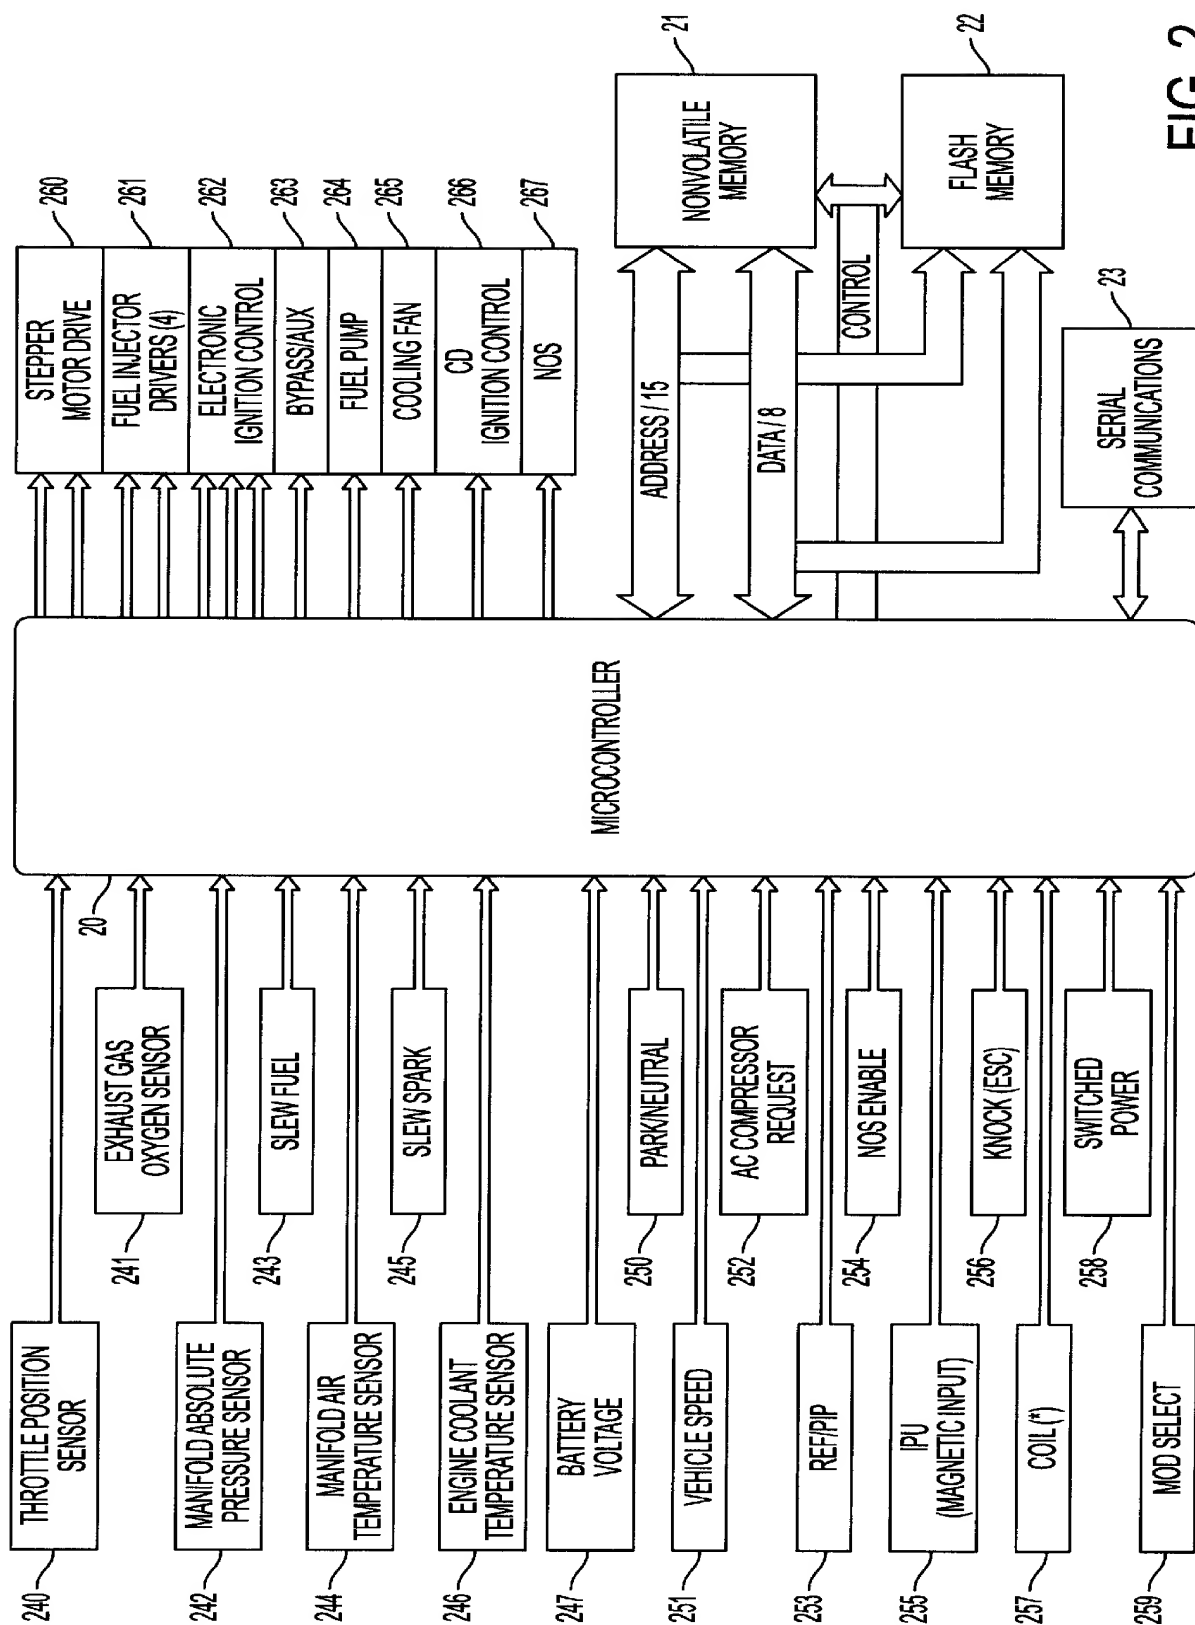 FIG. 2
THROTTLE POSITION
SENSOR
240
EXHAUST GAS
OXYGEN SENSOR
241
MANIFOLD ABSOLUTE
PRESSURE SENSOR
242
SLEW FUEL
243
MANIFOLD AIR
TEMPERATURE SENSOR
244
SLEW SPARK
245
ENGINE COOLANT
TEMPERATURE SENSOR
246
BATTERY
VOLTAGE
247
PARK/NEUTRAL
250
VEHICLE SPEED
251
AC COMPRESSOR
REQUEST
252
REF/PIP
253
NOS ENABLE
254
IPU
(MAGNETIC INPUT)
255
KNOCK (ESC)
256
COIL (*)
257
SWITCHED
POWER
258
MOD SELECT
259
20
MICROCONTROLLER
STEPPER
MOTOR DRIVE
260
FUEL INJECTOR
DRIVERS (4)
261
ELECTRONIC
IGNITION CONTROL
262
BYPASS/AUX
263
FUEL PUMP
264
COOLING FAN
265
CD
IGNITION CONTROL
266
NOS
267
ADDRESS / 15
DATA / 8
CONTROL
NONVOLATILE
MEMORY
21
FLASH
MEMORY
22
SERIAL
COMMUNICATIONS
23